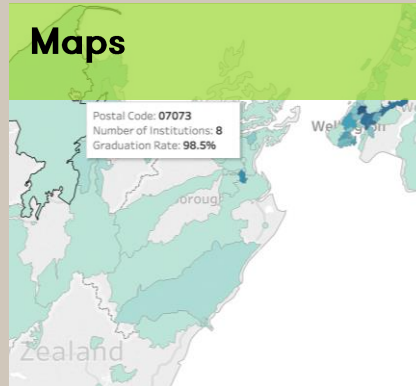 Maps
Postal Code: 07073
Number of Institutions: 8
Graduation Rate: 98.5%
Wellington
Zealand